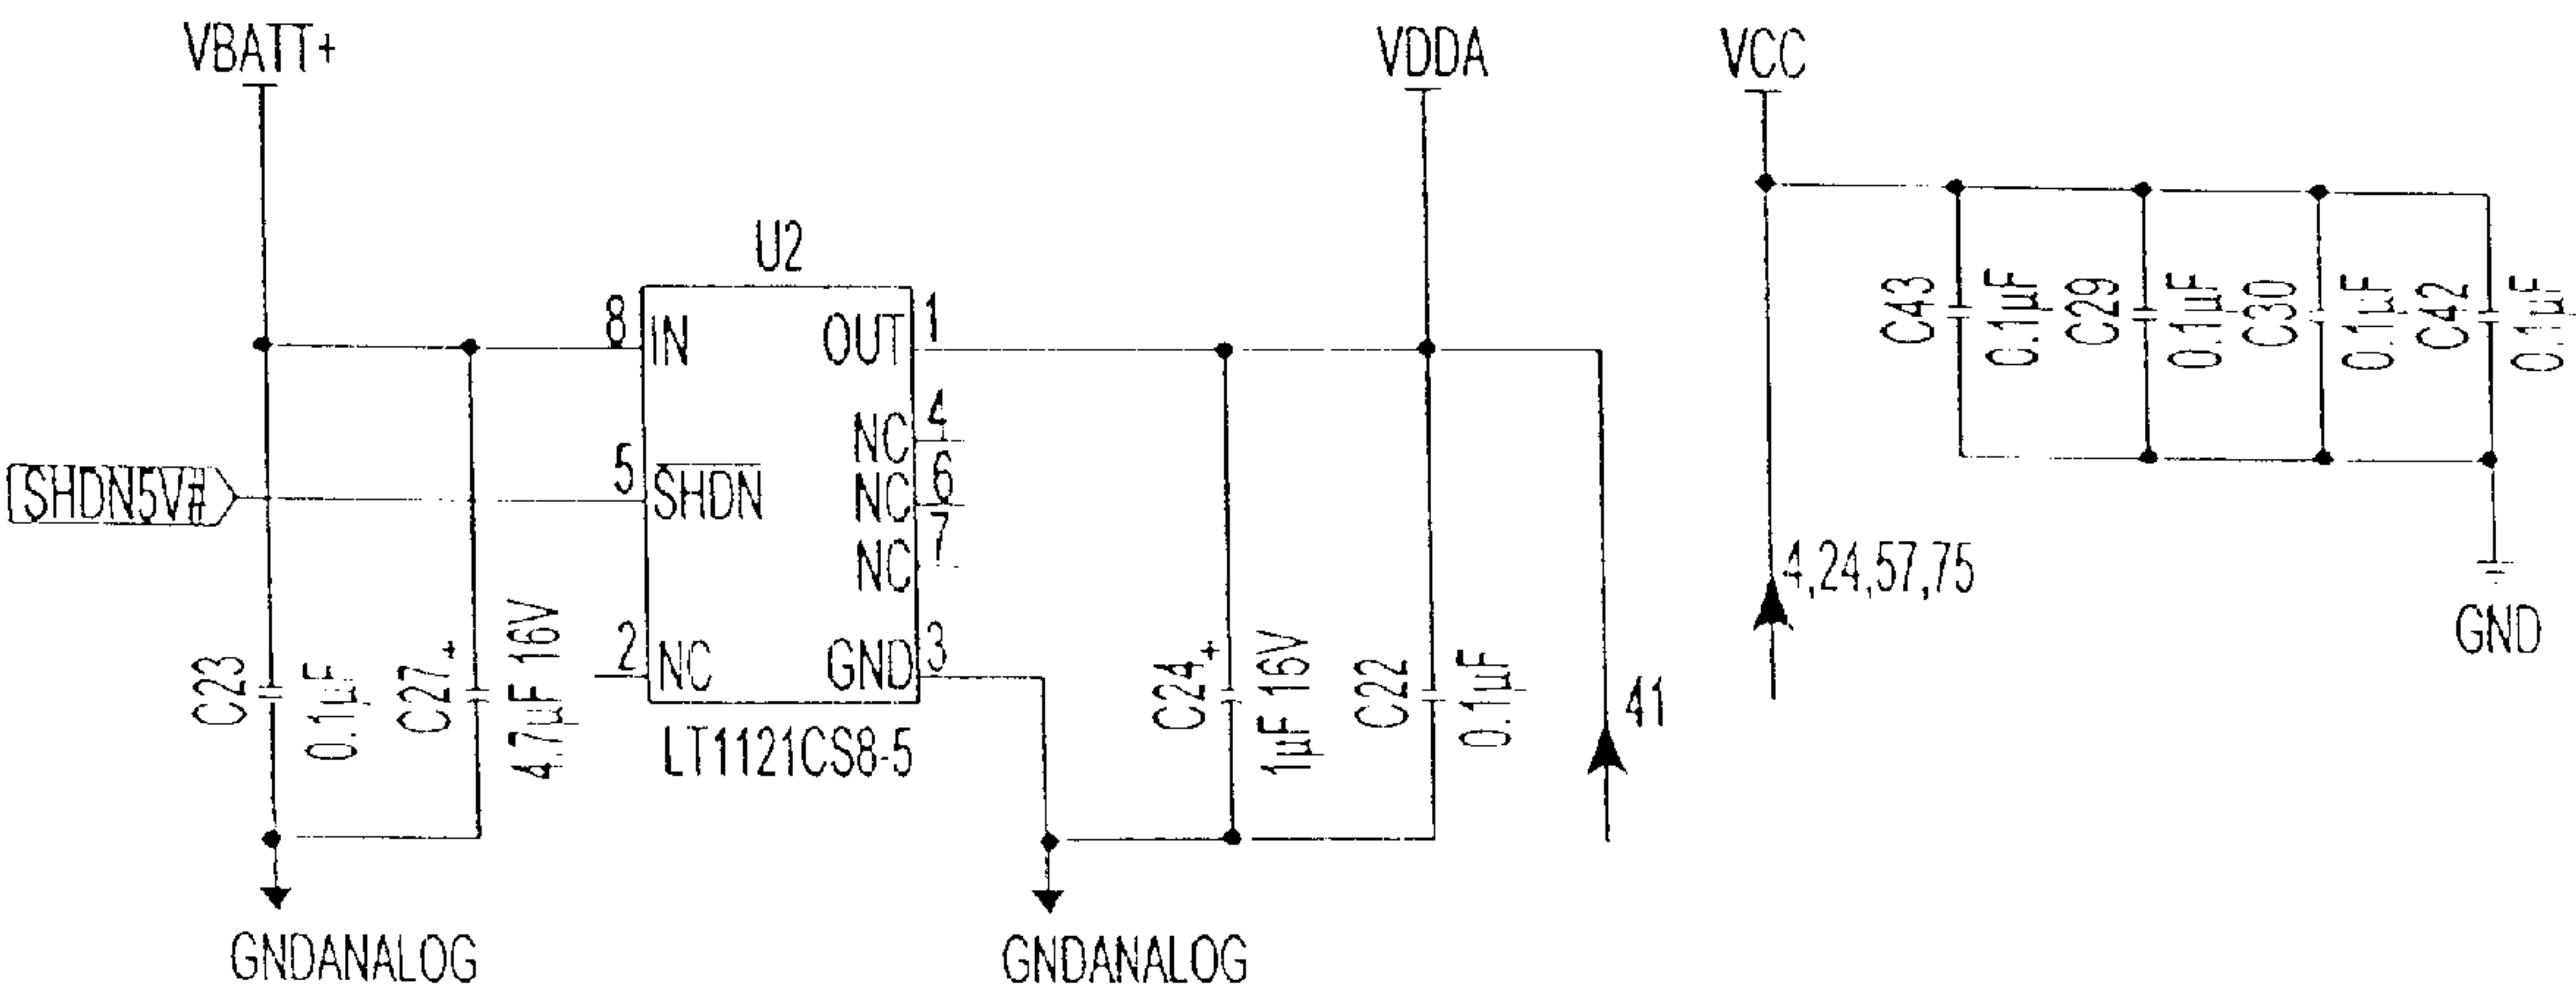 VBATT+
VDDA
VCC
U2
8
IN
OUT
1
NC
4
5
SHDN
NC
6
NC
7
2
NC
GND
3
LT1121CS8-5
SHDN5V#
C23
0.1µF
C27
+
4.7µF 16V
C24
+
1µF 16V
C22
0.1µF
41
4,24,57,75
C43
0.1µF
C29
0.1µF
C30
0.1µF
C42
0.1µF
GND
GNDANALOG
GNDANALOG